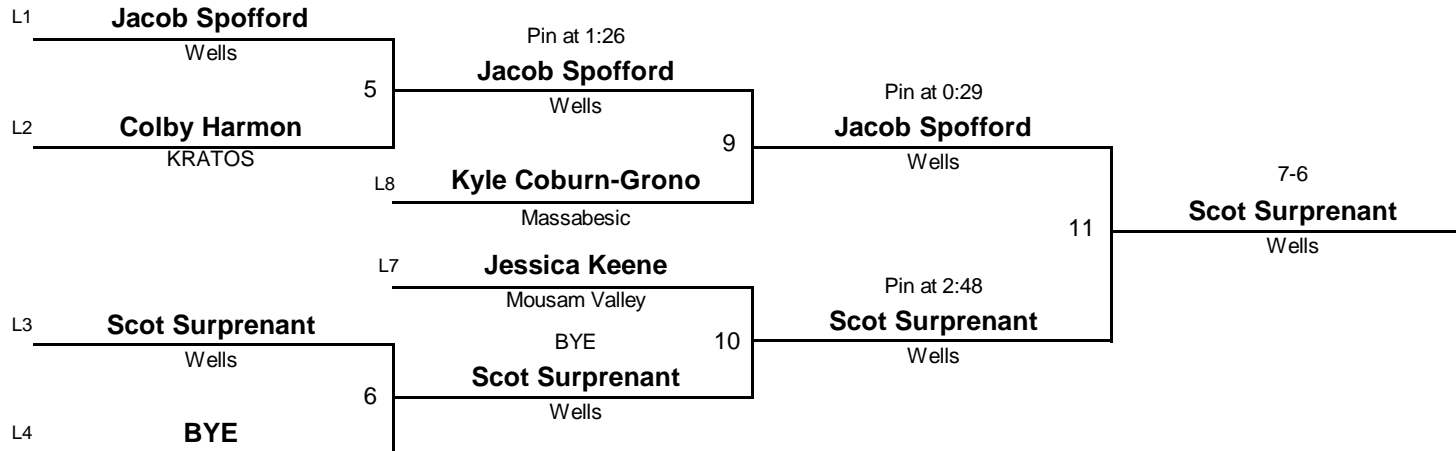 L1
Jacob Spofford
Wells
5
L2
Colby Harmon
KRATOS
Pin at 1:26
Jacob Spofford
Wells
9
L8
Kyle Coburn-Grono
Massabesic
Pin at 0:29
Jacob Spofford
Wells
11
7-6
Scot Surprenant
Wells
L7
Jessica Keene
Mousam Valley
10
BYE
Scot Surprenant
Wells
Pin at 2:48
Scot Surprenant
Wells
L3
Scot Surprenant
Wells
6
L4
BYE